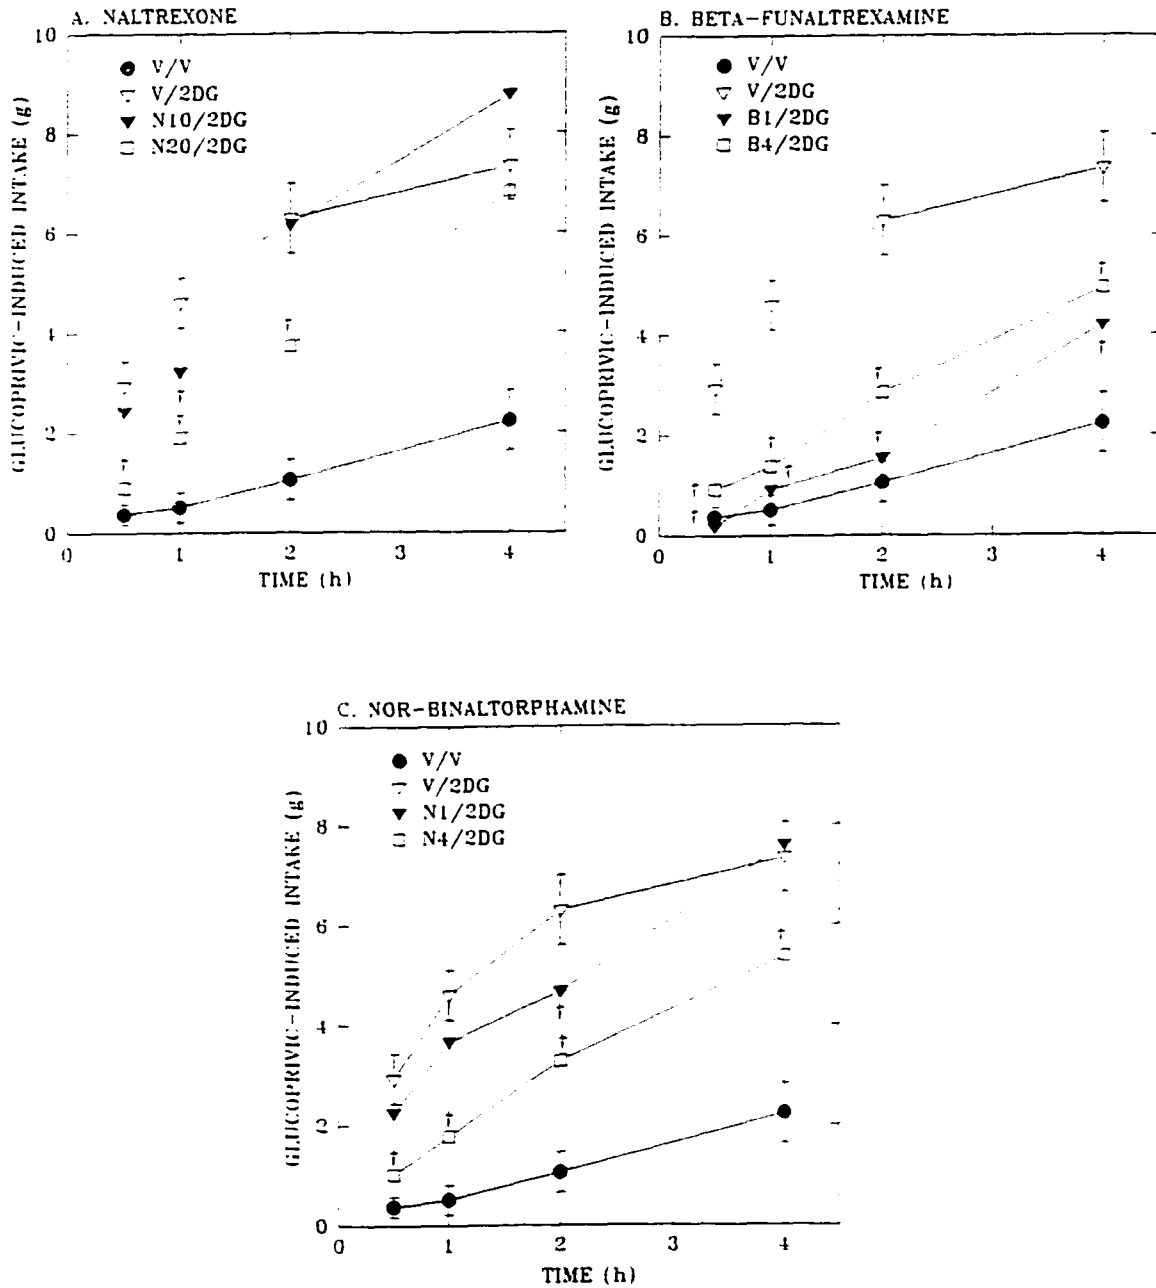 A. NALTREXONE
GLUCOPRIVIC-INDUCED INTAKE (g)
10
8
6
4
2
0
V/V
V/2DG
N10/2DG
N20/2DG
†
†
†
0
1
2
3
4
TIME (h)
B. BETA-FUNALTREXAMINE
GLUCOPRIVIC-INDUCED INTAKE (g)
10
8
6
4
2
0
V/V
V/2DG
B1/2DG
B4/2DG
†
†
†
†
†
†
†
†
0
1
2
3
4
TIME (h)
C. NOR-BINALTORPHAMINE
GLUCOPRIVIC-INDUCED INTAKE (g)
10
8
6
4
2
0
V/V
V/2DG
N1/2DG
N4/2DG
†
†
†
†
†
0
1
2
3
4
TIME (h)